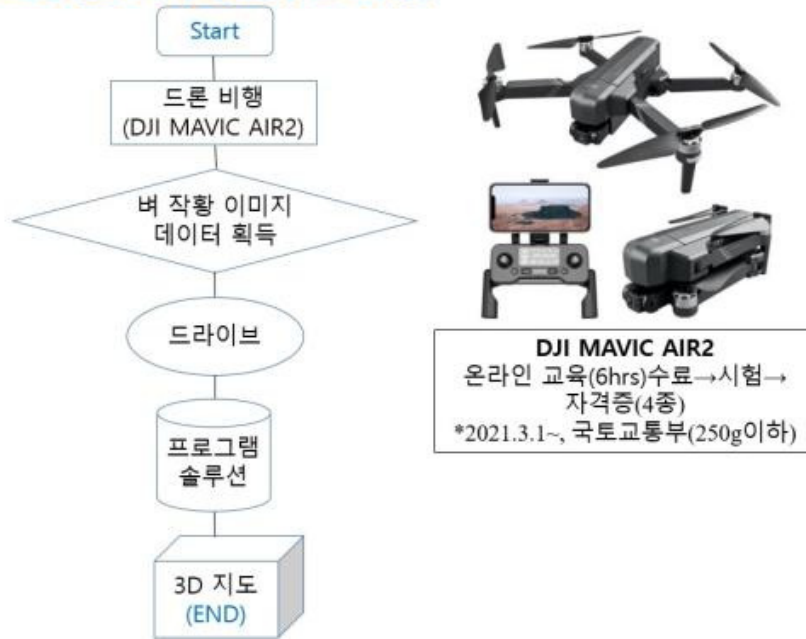 Start
드론 비행
(DJI MAVIC AIR2)
벼 작황 이미지
데이터 획득
드라이브
프로그램
솔루션
3D 지도
(END)
DJI MAVIC AIR2
온라인 교육(6hrs)수료→시험→
자격증(4종)
*2021.3.1~, 국토교통부(250g이하)